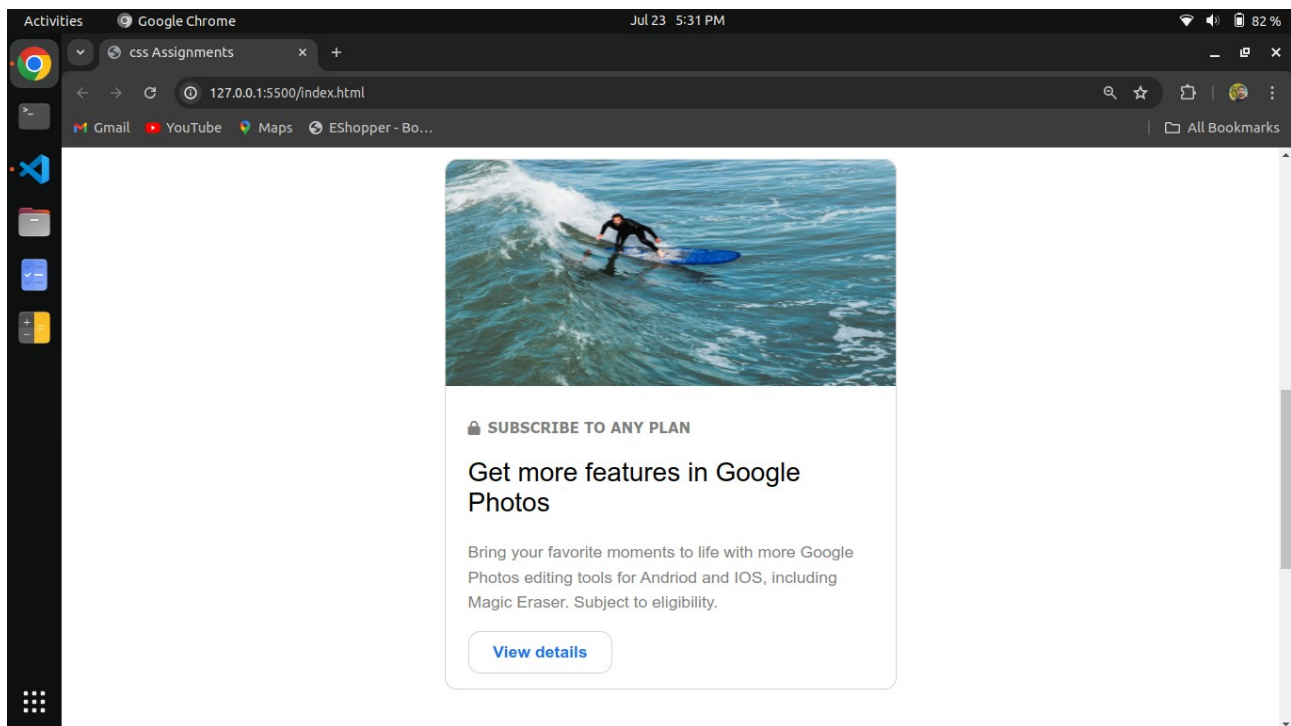 Activities Google Chrome Jul 23 5:31 PM 82 %
css Assignments
127.0.0.1:5500/index.html
Gmail YouTube Maps EShopper - Bo... All Bookmarks
SUBSCRIBE TO ANY PLAN
Get more features in Google
Photos
Bring your favorite moments to life with more Google
Photos editing tools for Andriod and IOS, including
Magic Eraser. Subject to eligibility.
View details